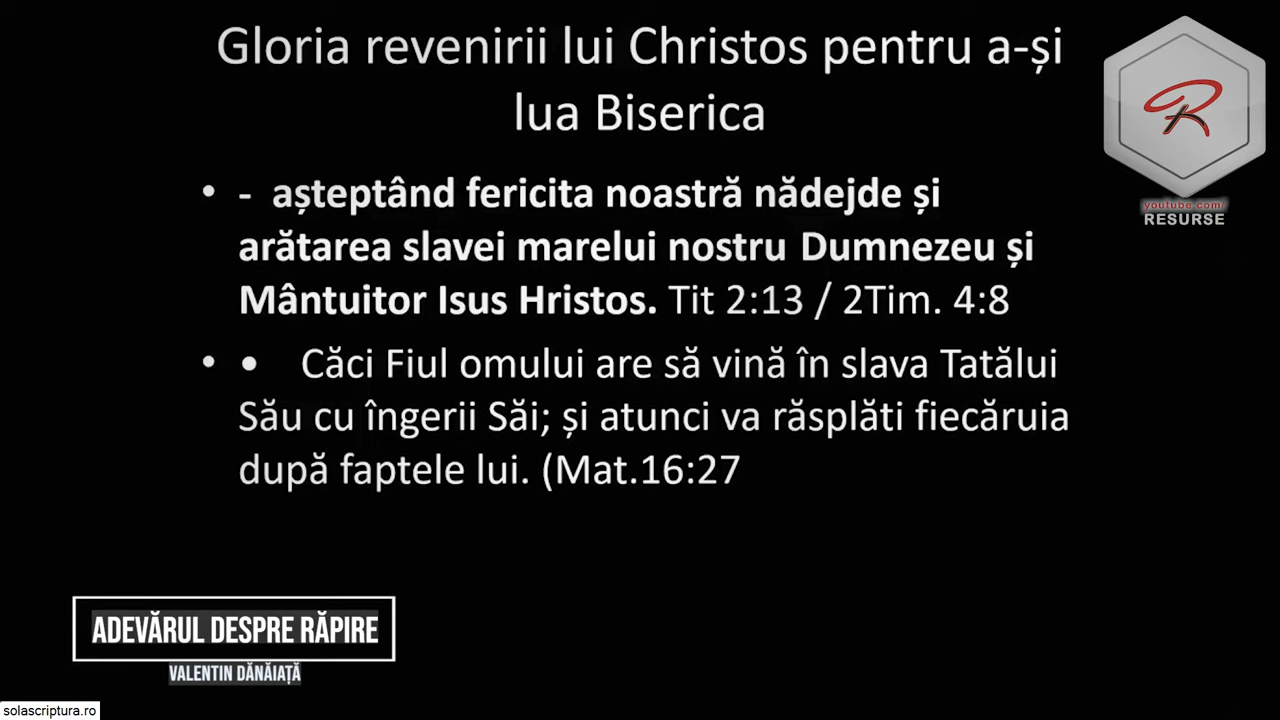 Gloria revenirii lui Christos pentru a-și
lua Biserica
• - așteptând fericita noastră nădejde și
arătarea slavei marelui nostru Dumnezeu și
Mântuitor Isus Hristos. Tit 2:13 / 2Tim. 4:8
• • Căci Fiul omului are să vină în slava Tatălui
Său cu îngerii Săi; și atunci va răsplăti fiecăruia
după faptele lui. (Mat.16:27
R
youtube.com/
RESURSE
ADEVĂRUL DESPRE RĂPIRE
VALENTIN DĂNĂIAȚĂ
solascriptura.ro